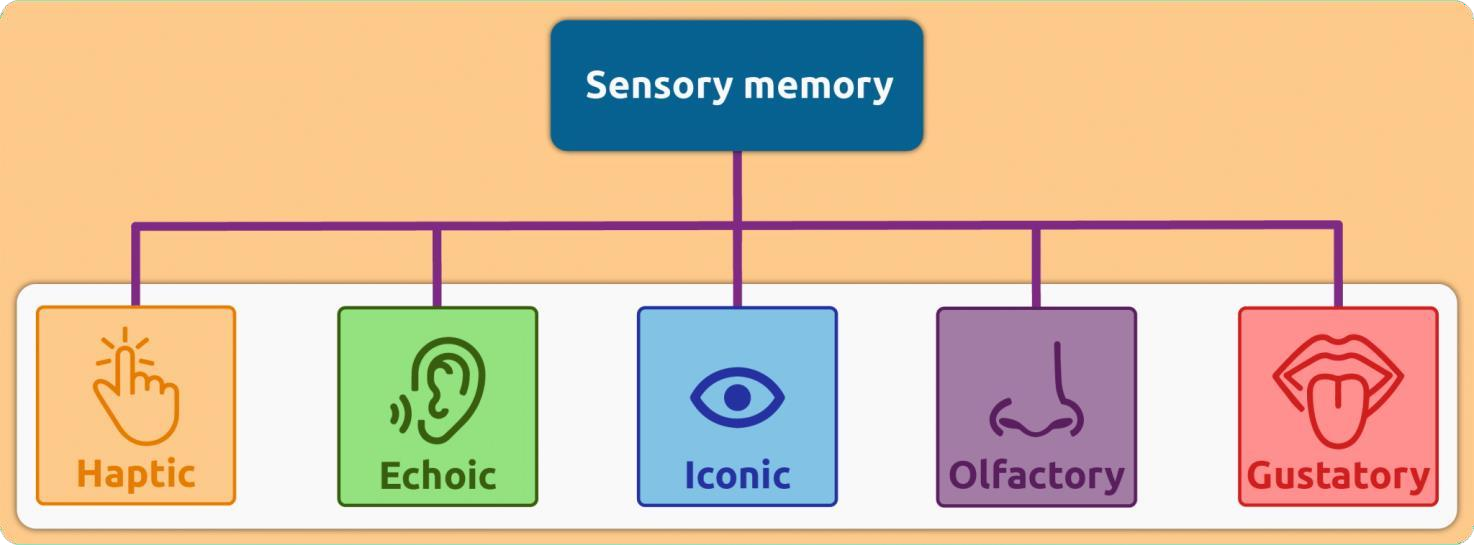 Sensory memory
Haptic
Echoic
Iconic
Olfactory
Gustatory